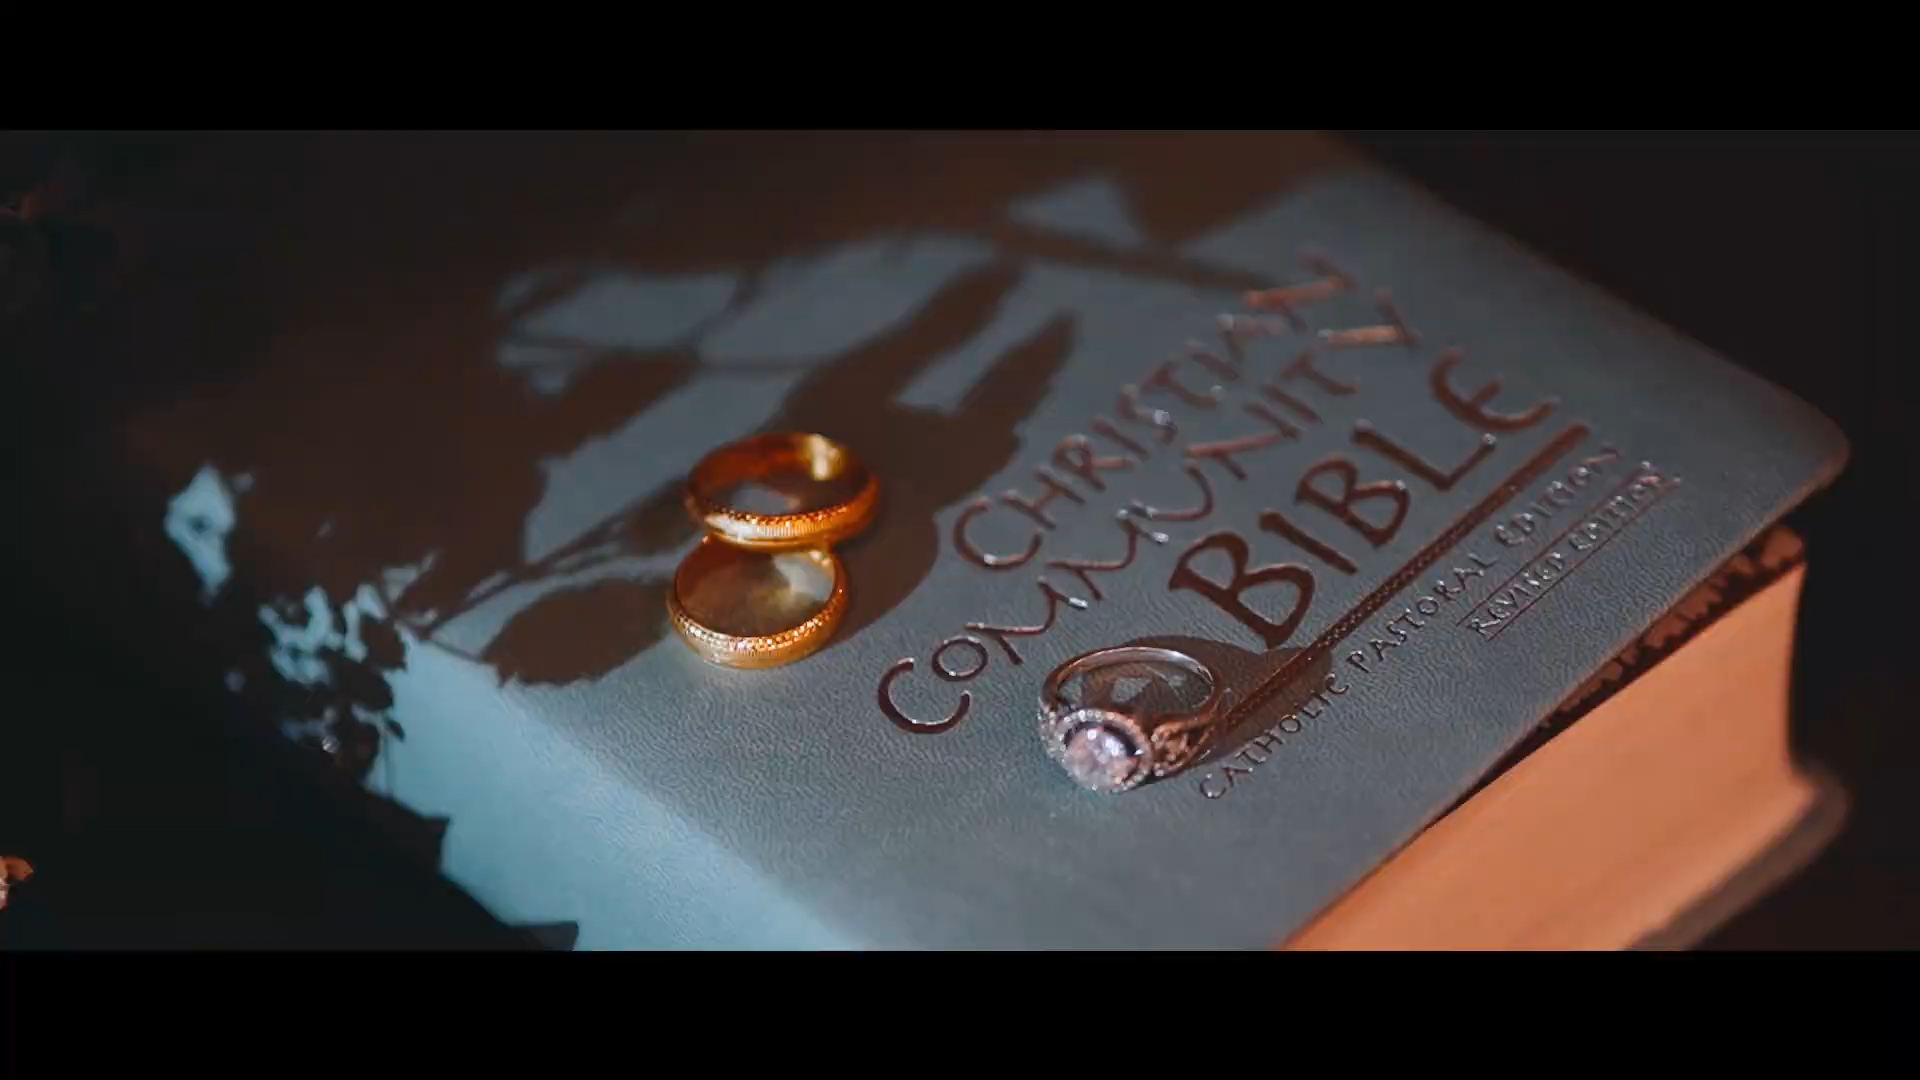 CHRISTIAN
COMMUNITY
BIBLE
CATHOLIC PASTORAL EDITION
REVISED EDITION